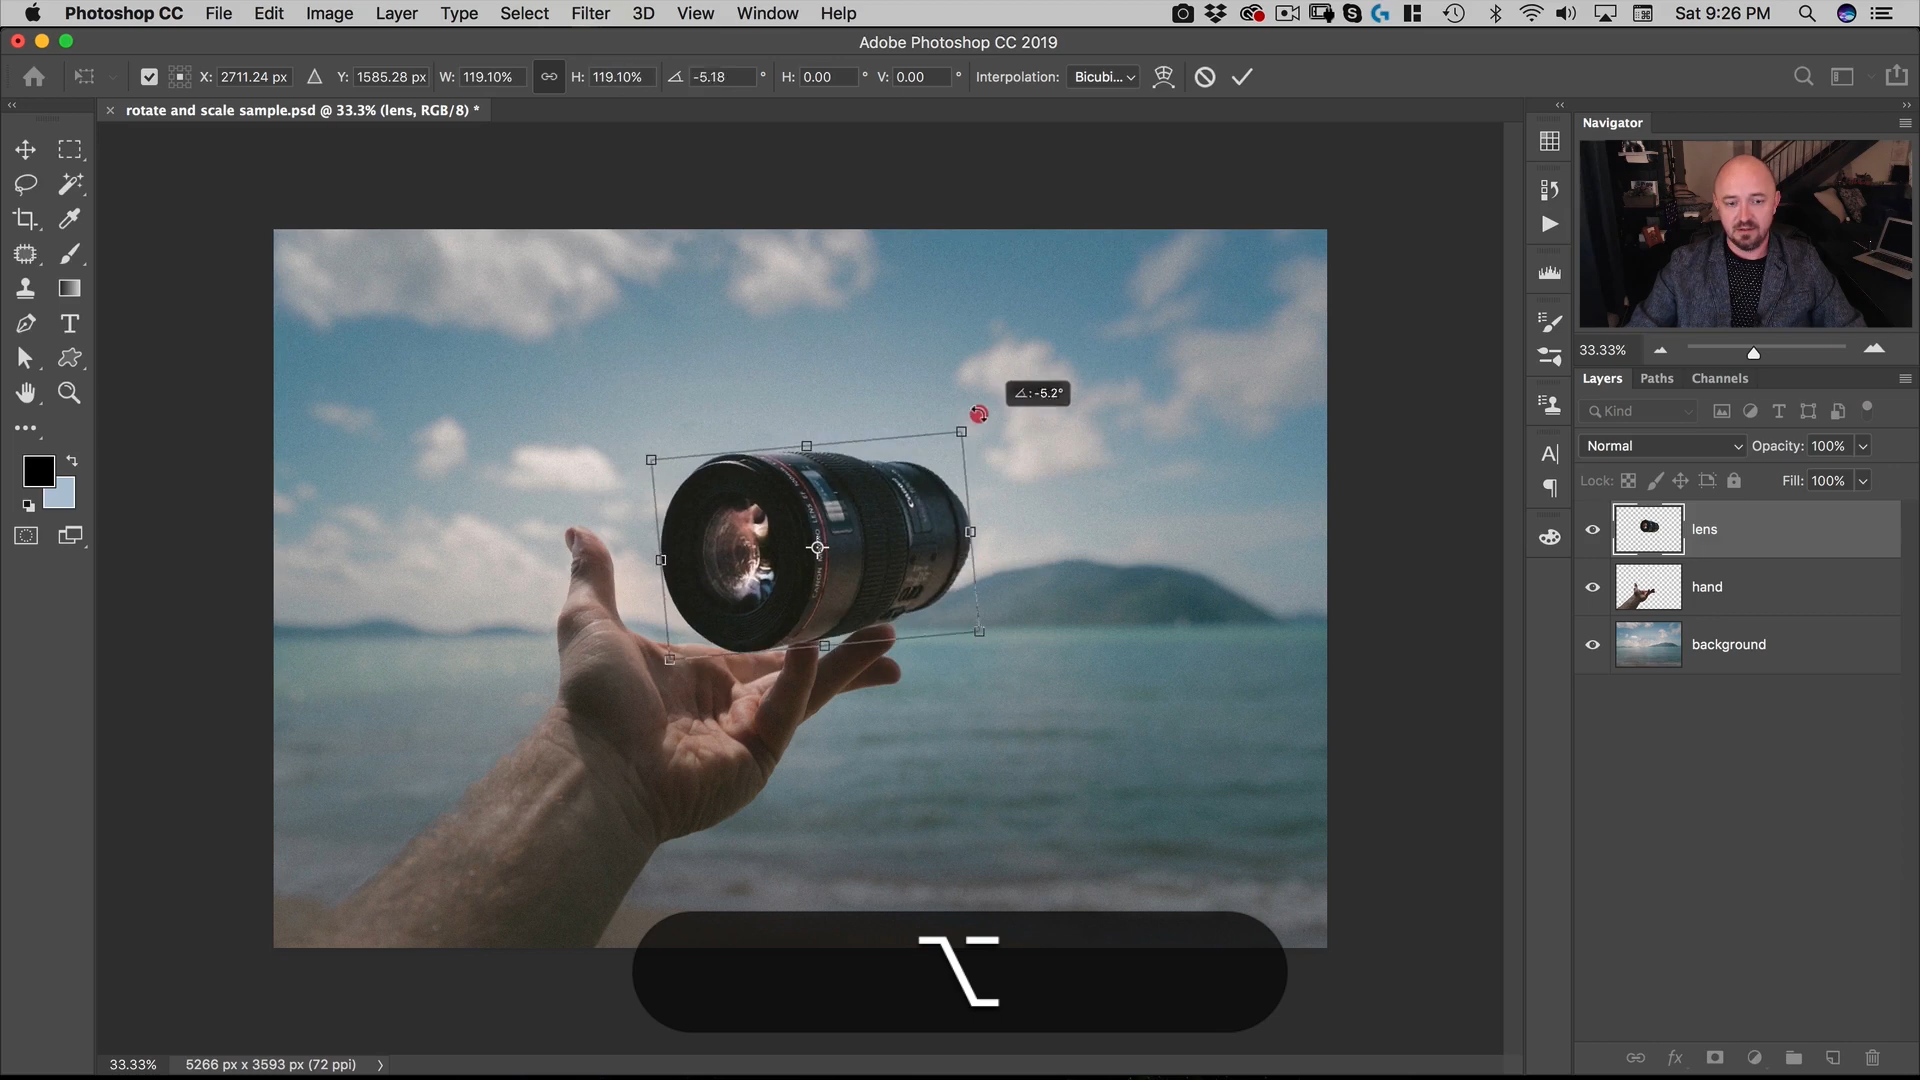 Photoshop CC File Edit Image Layer Type Select Filter 3D View Window Help Sat 9:26 PM
Adobe Photoshop CC 2019
X: 2711.24 px Y: 1585.28 px W: 119.10% H: 119.10% -5.18 ° H: 0.00 ° V: 0.00 ° Interpolation: Bicubi...
× rotate and scale sample.psd @ 33.3% (lens, RGB/8) *
Navigator
33.33%
Layers Paths Channels
Kind
Normal Opacity: 100%
Lock: Fill: 100%
lens
hand
background
: -5.2°
33.33% 5266 px x 3593 px (72 ppi)